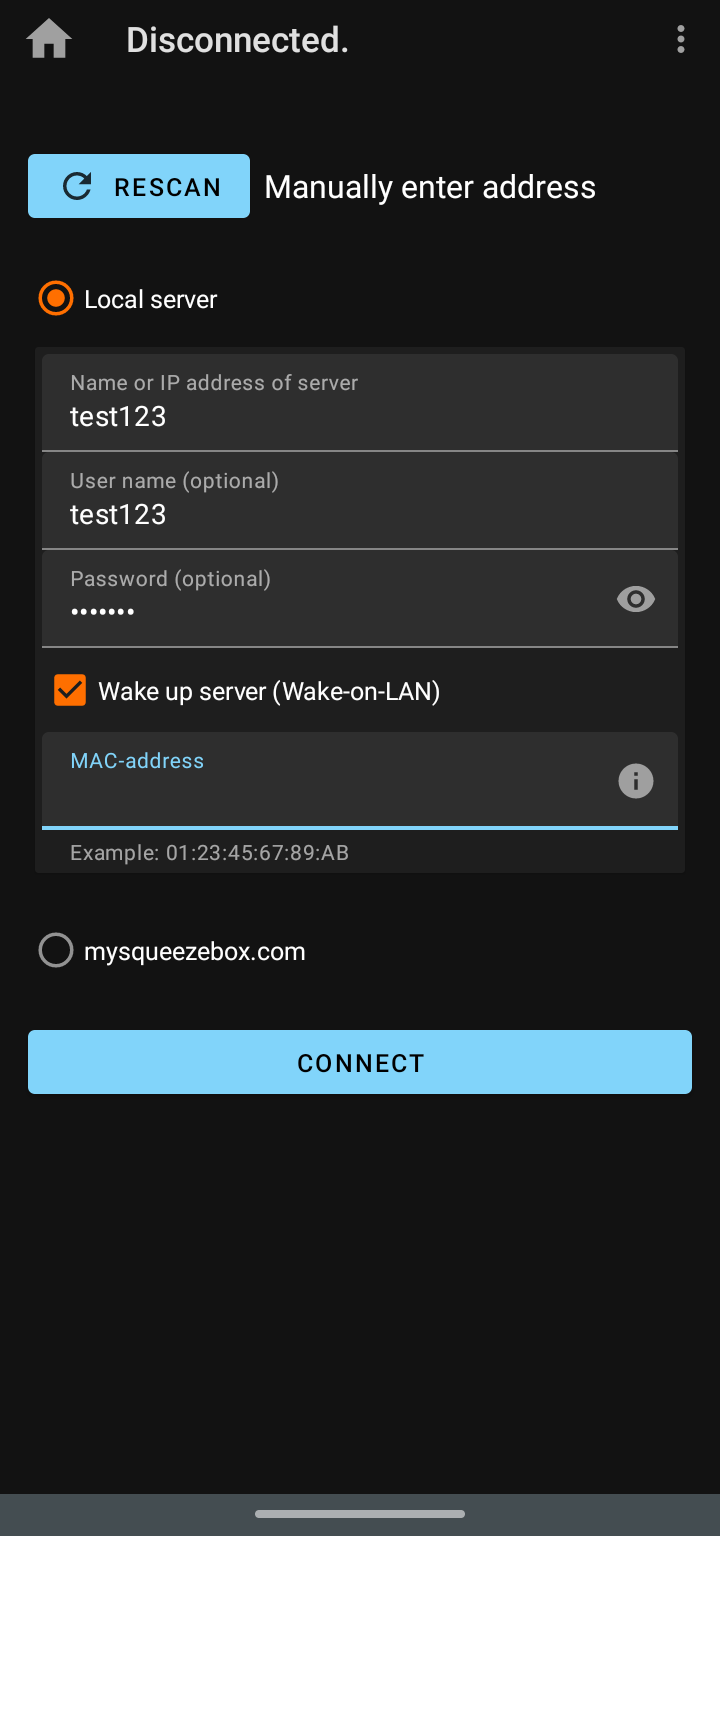 Disconnected.
RESCAN
Manually enter address
Local server
Name or IP address of server
test123
User name (optional)
test123
Password (optional)
•••••••
Wake up server (Wake-on-LAN)
MAC-address
Example: 01:23:45:67:89:AB
mysqueezebox.com
CONNECT